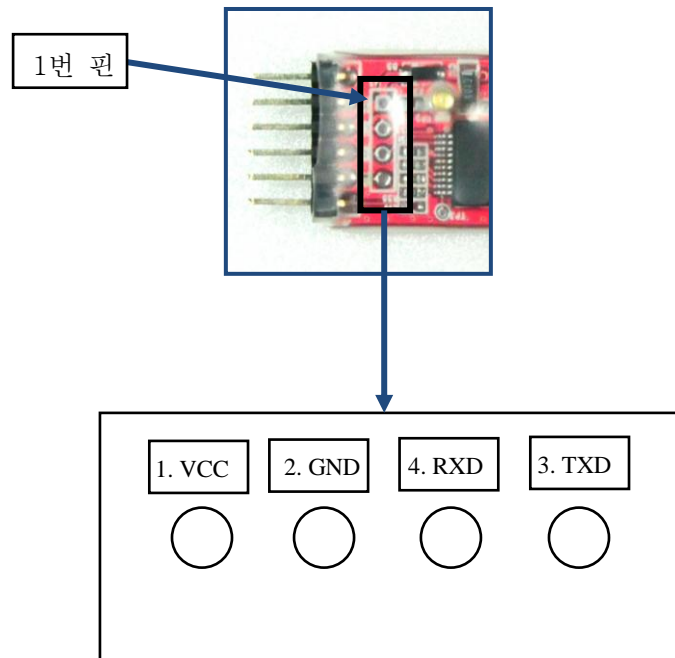 1번 핀
1. VCC
2. GND
4. RXD
3. TXD